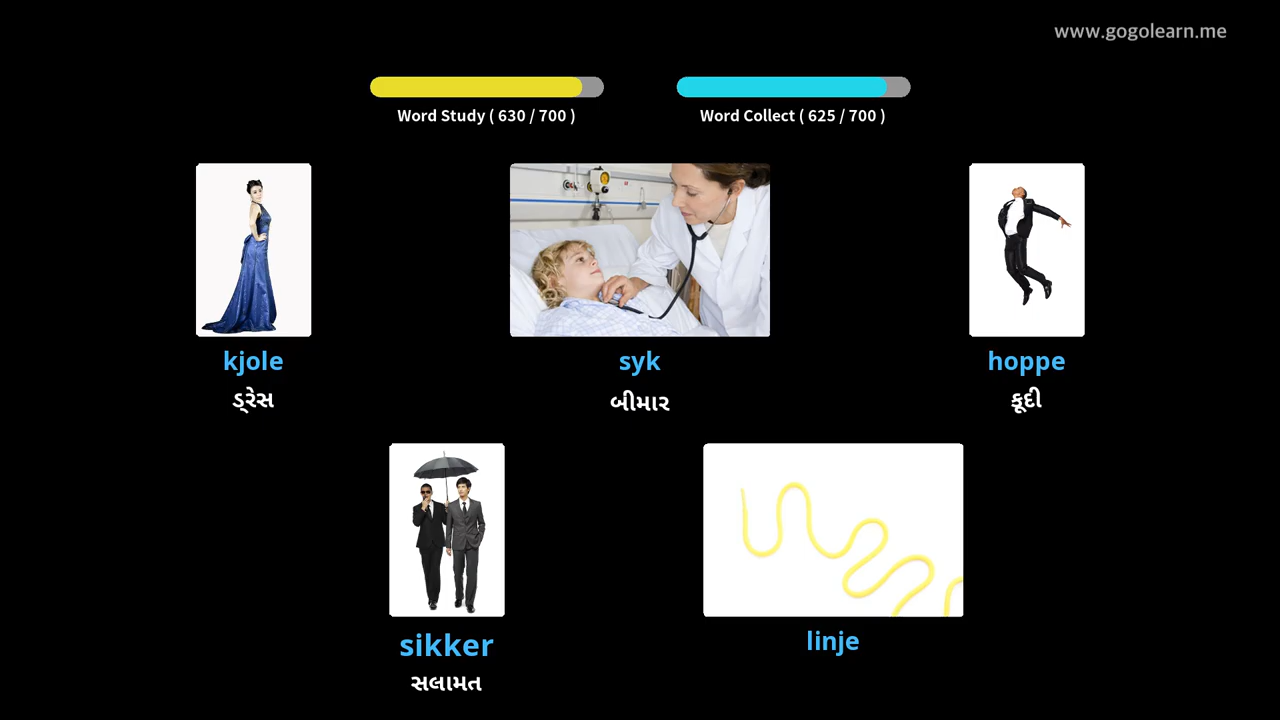 www.gogolearn.me
Word Study ( 630 / 700 )
Word Collect ( 625 / 700 )
kjole
ડ્રેસ
syk
બીમાર
hoppe
કૂદી
sikker
સલામત
linje